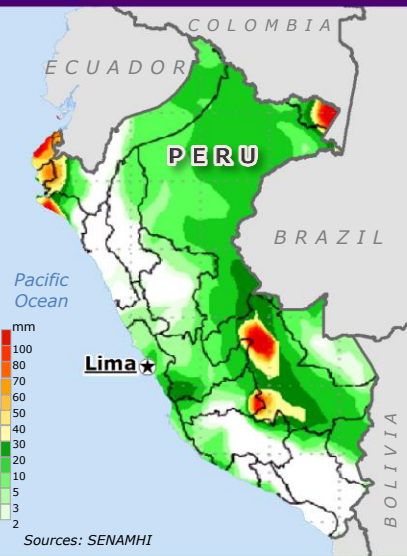 COLOMBIA
ECUADOR
PERU
BRAZIL
Pacific
Ocean
mm
100
80
70
60
50
40
30
20
10
5
3
2
Lima
BOLIVIA
Sources: SENAMHI